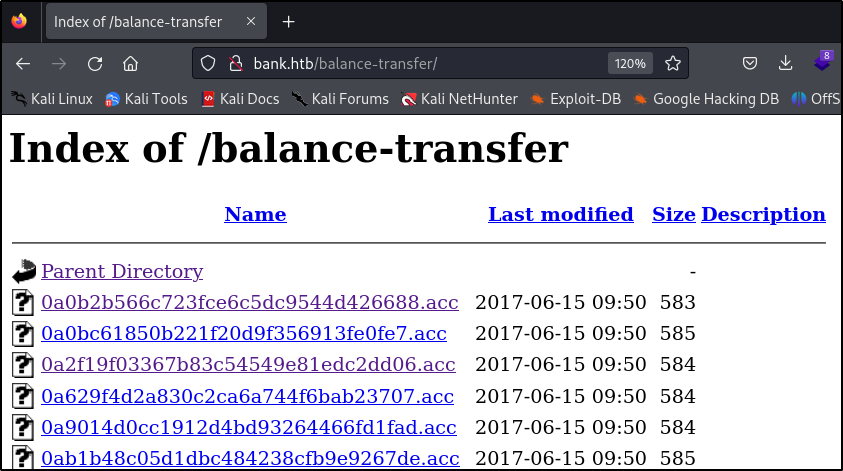 Index of /balance-transfer
bank.htb/balance-transfer/ 120%
8
Kali Linux Kali Tools Kali Docs Kali Forums Kali NetHunter Exploit-DB Google Hacking DB OffS
Index of /balance-transfer
Name Last modified Size Description
Parent Directory -
0a0b2b566c723fce6c5dc9544d426688.acc 2017-06-15 09:50 583
0a0bc61850b221f20d9f356913fe0fe7.acc 2017-06-15 09:50 585
0a2f19f03367b83c54549e81edc2dd06.acc 2017-06-15 09:50 584
0a629f4d2a830c2ca6a744f6bab23707.acc 2017-06-15 09:50 584
0a9014d0cc1912d4bd93264466fd1fad.acc 2017-06-15 09:50 584
0ab1b48c05d1dbc484238cfb9e9267de.acc 2017-06-15 09:50 585